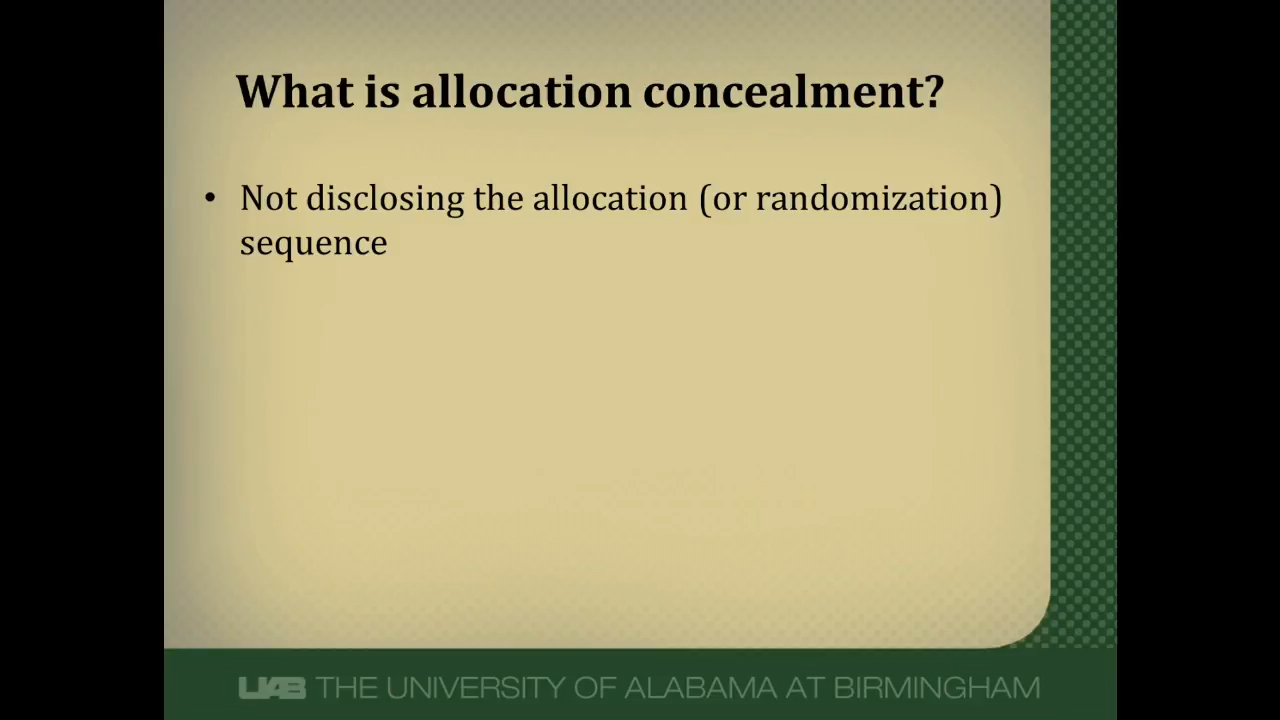 What is allocation concealment?
• Not disclosing the allocation (or randomization)
sequence
UAB THE UNIVERSITY OF ALABAMA AT BIRMINGHAM